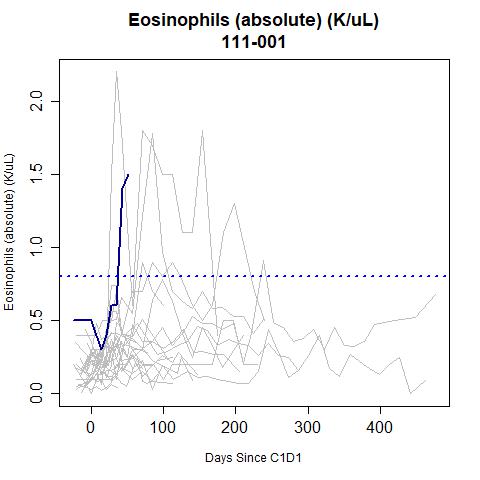 Eosinophils (absolute) (K/uL)
111-001
Eosinophils (absolute) (K/uL)
2.0
1.5
1.0
0.5
0.0
0 100 200 300 400
Days Since C1D1